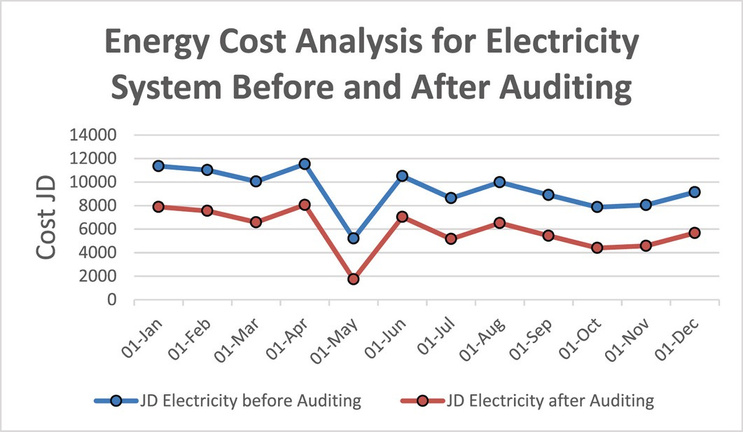 Energy Cost Analysis for Electricity
System Before and After Auditing
Cost JD
14000
12000
10000
8000
6000
4000
2000
0
01-Jan
01-Feb
01-Mar
01-Apr
01-May
01-Jun
01-Jul
01-Aug
01-Sep
01-Oct
01-Nov
01-Dec
JD Electricity before Auditing
JD Electricity after Auditing